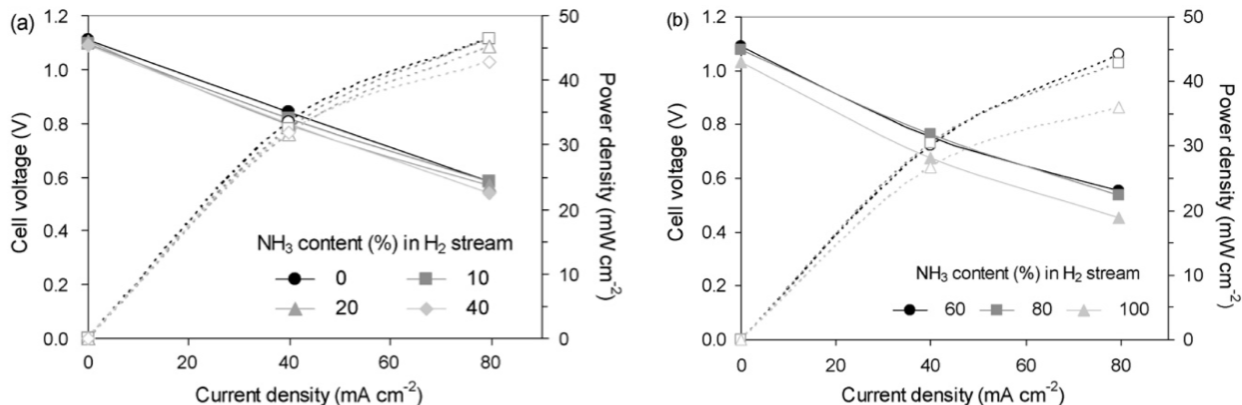 (a)
1.2
1.0
0.8
0.6
0.4
0.2
0.0
Cell voltage (V)
0 20 40 60 80
Current density (mA cm⁻²)
50
40
30
20
10
0
Power density (mW cm⁻²)
NH₃ content (%) in H₂ stream
0 10
20 40
(b)
1.2
1.0
0.8
0.6
0.4
0.2
0.0
Cell voltage (V)
0 20 40 60 80
Current density (mA cm⁻²)
50
40
30
20
10
0
Power density (mW cm⁻²)
NH₃ content (%) in H₂ stream
60 80 100